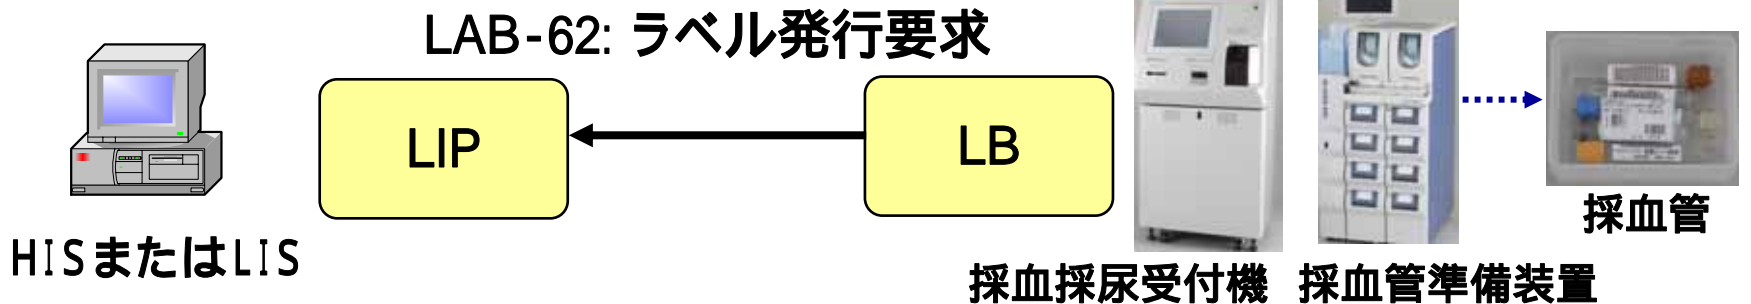 LAB-62: ラベル発行要求
LIP
LB
採血管
HISまたはLIS
採血採尿受付機
採血管準備装置